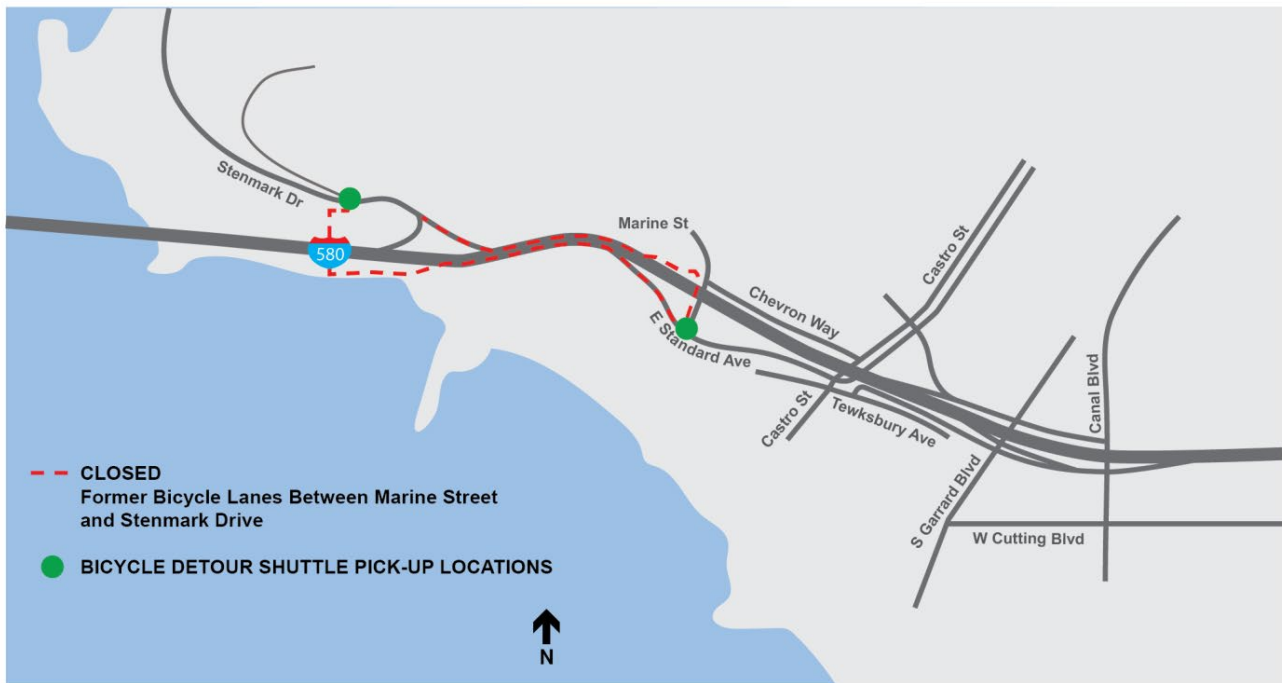 Stenmark Dr
580
Marine St
Castro St
Chevron Way
E Standard Ave
Canal Blvd
Castro St
Tewksbury Ave
S Garrard Blvd
W Cutting Blvd
CLOSED
Former Bicycle Lanes Between Marine Street
and Stenmark Drive
BICYCLE DETOUR SHUTTLE PICK-UP LOCATIONS
N